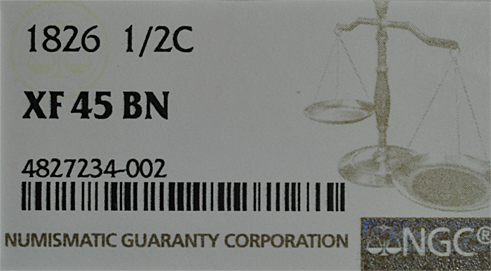 1826 1/2C
XF 45 BN
4827234-002
NUMISMATIC GUARANTY CORPORATION
NGC®